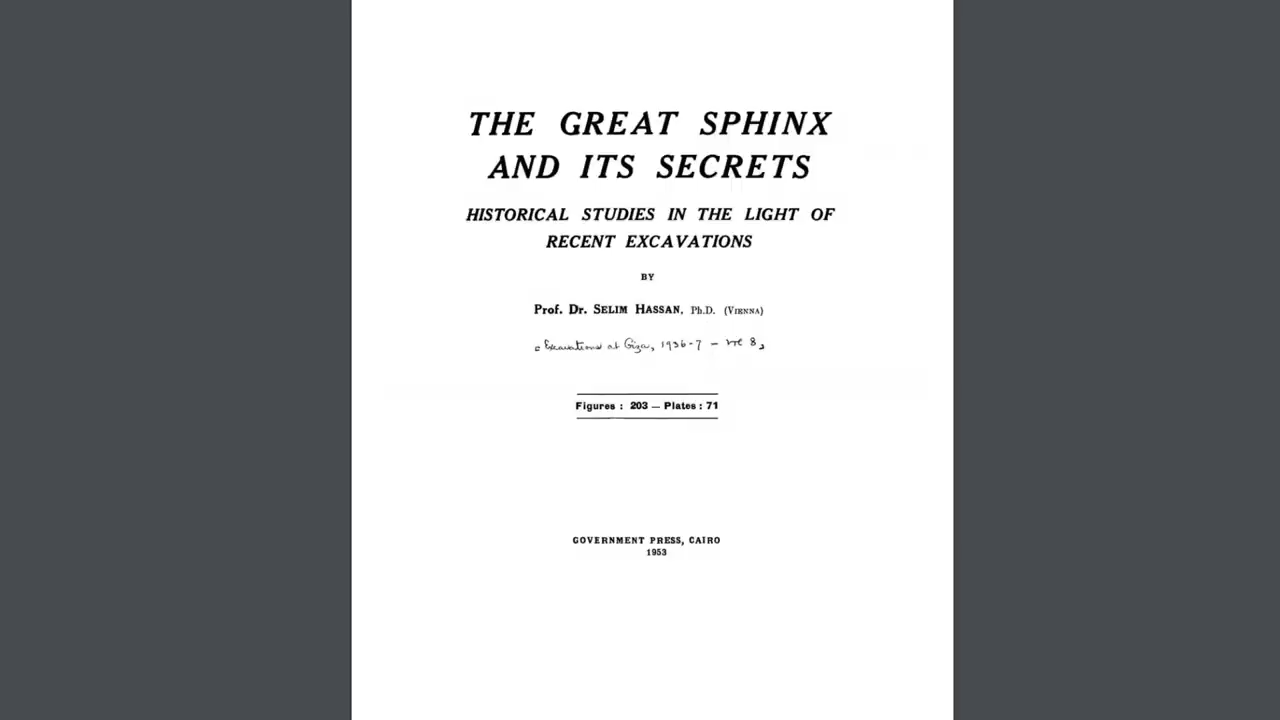 THE GREAT SPHINX
AND ITS SECRETS
HISTORICAL STUDIES IN THE LIGHT OF
RECENT EXCAVATIONS
BY
Prof. Dr. SELIM HASSAN, Ph.D. (VIENNA)
Excavations at Giza, 1936-7 – vol 8
Figures : 203 — Plates : 71
GOVERNMENT PRESS, CAIRO
1953